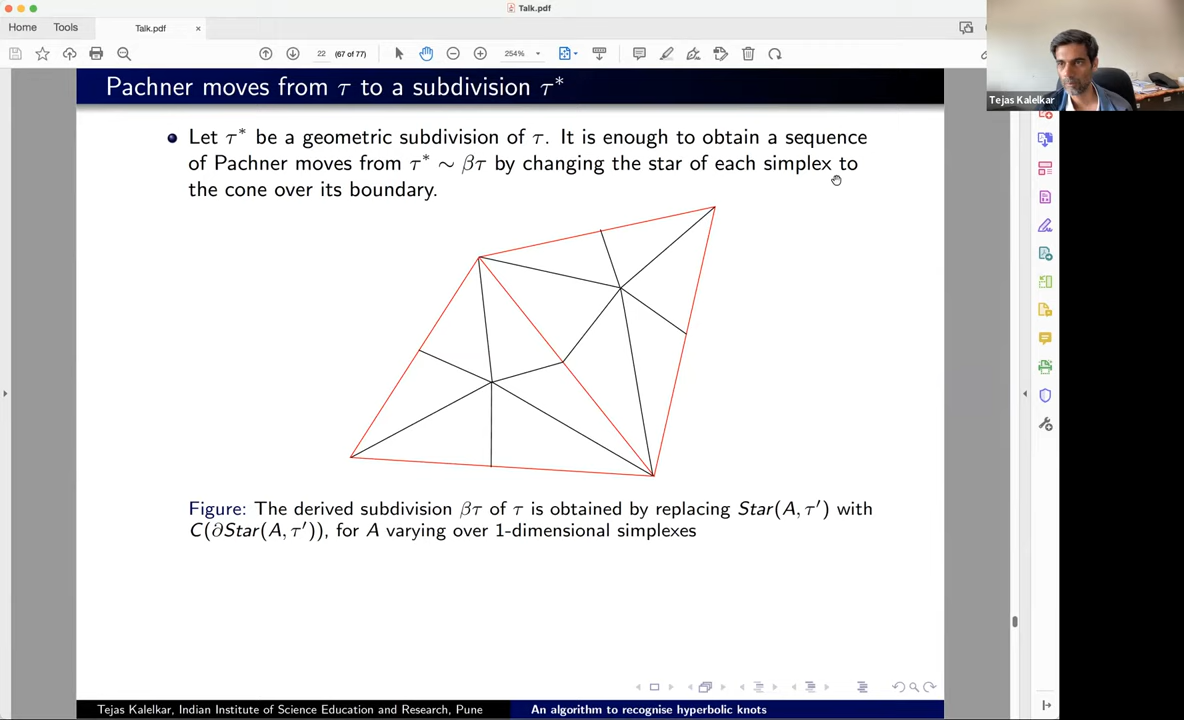 Talk.pdf
Home
Tools
Talk.pdf
×
22
(67 of 77)
254%
Pachner moves from τ to a subdivision τ*
Let τ* be a geometric subdivision of τ. It is enough to obtain a sequence
of Pachner moves from τ* ∼ βτ by changing the star of each simplex to
the cone over its boundary.
Figure: The derived subdivision βτ of τ is obtained by replacing Star(A, τ′) with
C(∂Star(A, τ′)), for A varying over 1-dimensional simplexes
Tejas Kalelkar, Indian Institute of Science Education and Research, Pune
An algorithm to recognise hyperbolic knots
Tejas Kalelkar